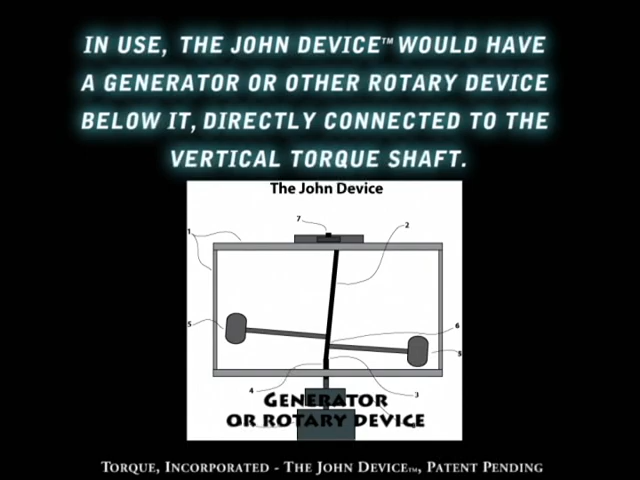 IN USE, THE JOHN DEVICE™ WOULD HAVE
A GENERATOR OR OTHER ROTARY DEVICE
BELOW IT, DIRECTLY CONNECTED TO THE
VERTICAL TORQUE SHAFT.
The John Device
7
1
2
5
6
5
4
3
GENERATOR
OR ROTARY DEVICE
TORQUE, INCORPORATED - THE JOHN DEVICE™, PATENT PENDING